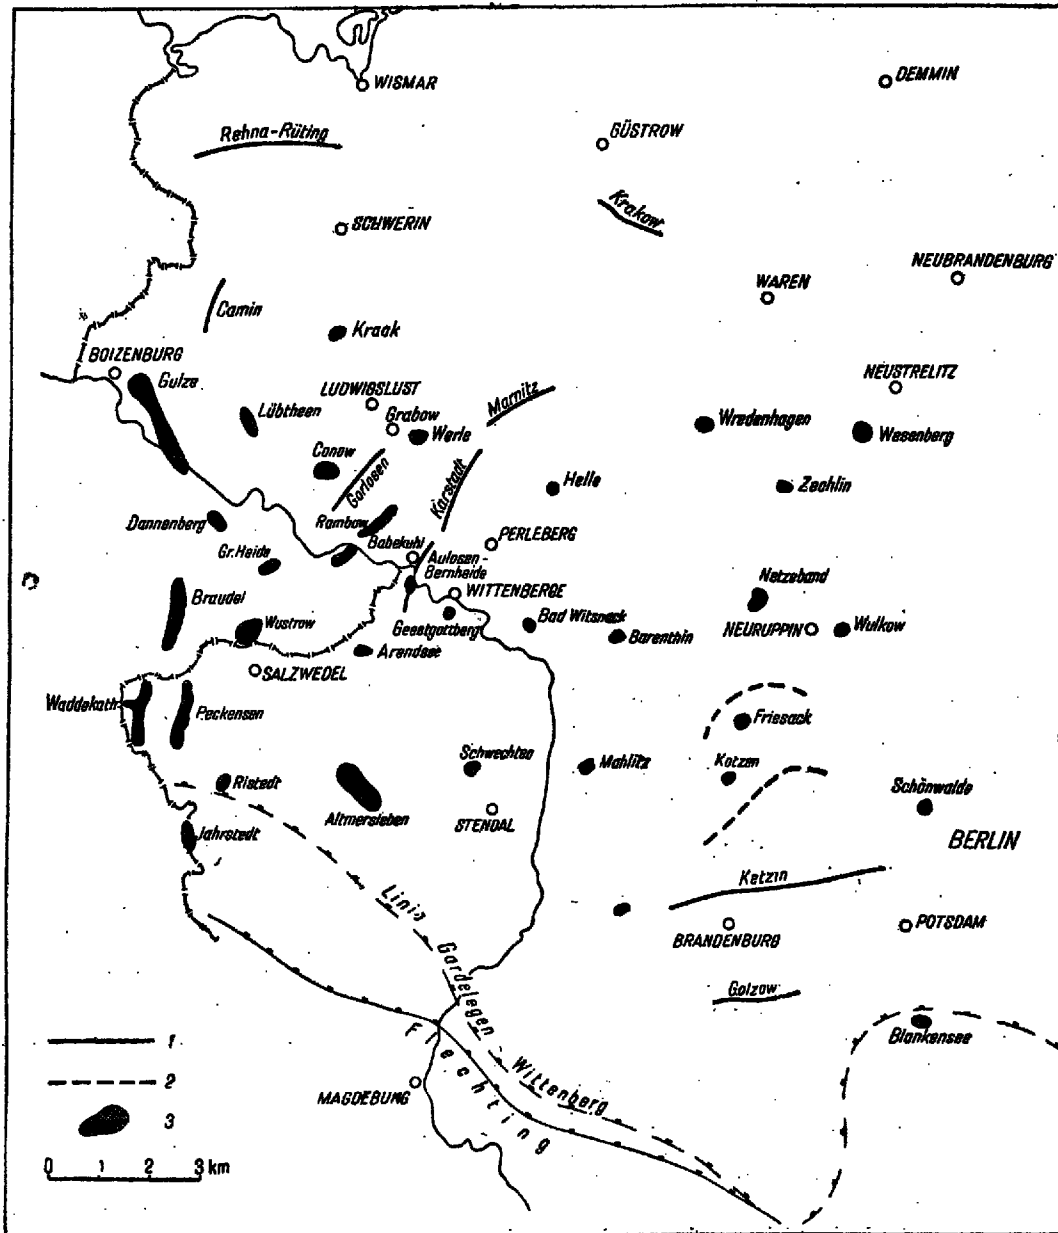 WISMAR
DEMMIN
Rehna-Rüting
GÜSTROW
Krakow
SCHWERIN
NEUBRANDENBURG
WAREN
Camin
Kraak
BOIZENBURG
Gulze
LUDWIGSLUST
NEUSTRELITZ
Marnitz
Lübtheen
Grabow
Werle
Wredenhagen
Wesenberg
Conow
Gorlosen
Karstadt
Helle
Zechlin
Dannenberg
Rambow
Babekuhl
PERLEBERG
Gr. Heide
Aulosen-
Bernheide
Netzeband
Braudel
WITTENBERGE
Wustrow
Geestgottberg
Bad Wilsnack
Barenthin
NEURUPPIN
Wulkow
Arendsee
SALZWEDEL
Waddekath
Peckensen
Friesack
Schwechten
Mahlitz
Kotzen
Ristedt
Schönwalde
Altmersleben
STENDAL
Jahrstedt
BERLIN
Ketzin
Linia
Gardelegen
Wittenberg
BRANDENBURG
POTSDAM
Golzow
Blankensee
Flechting
MAGDEBURG
1
2
3
0 1 2 3 km